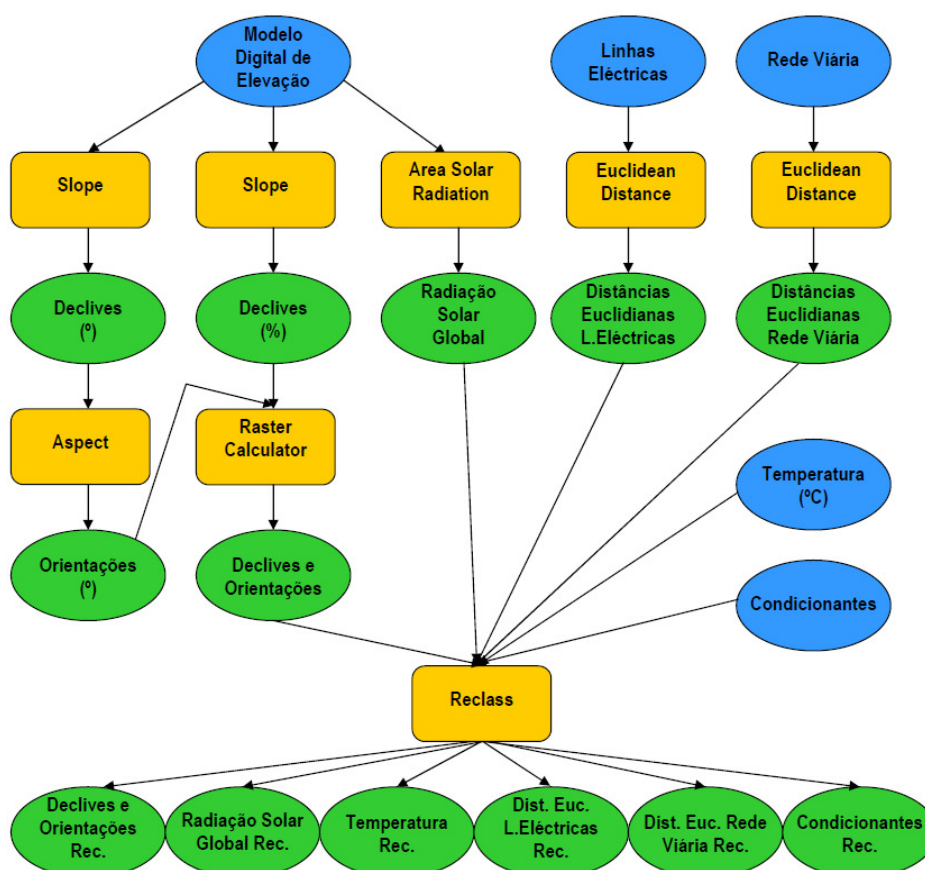 Modelo
Digital de
Elevação
Linhas
Eléctricas
Rede Viária
Slope
Slope
Area Solar
Radiation
Euclidean
Distance
Euclidean
Distance
Declives
(º)
Declives
(%)
Radiação
Solar
Global
Distâncias
Euclidianas
L.Eléctricas
Distâncias
Euclidianas
Rede Viária
Aspect
Raster
Calculator
Temperatura
(ºC)
Orientações
(º)
Declives e
Orientações
Condicionantes
Reclass
Declives e
Orientações
Rec.
Radiação Solar
Global Rec.
Temperatura
Rec.
Dist. Euc.
L.Eléctricas
Rec.
Dist. Euc. Rede
Viária Rec.
Condicionantes
Rec.